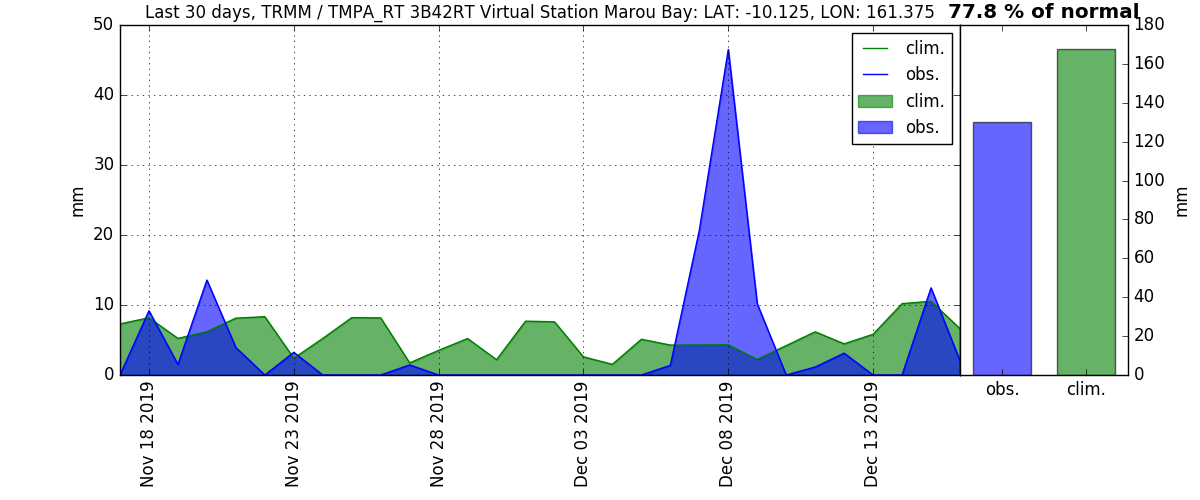 Last 30 days, TRMM / TMPA_RT 3B42RT Virtual Station Marou Bay: LAT: -10.125, LON: 161.375 77.8 % of normal
50
40
30
20
10
0
mm
clim.
obs.
clim.
obs.
180
160
140
120
100
80
60
40
20
0
mm
Nov 18 2019
Nov 23 2019
Nov 28 2019
Dec 03 2019
Dec 08 2019
Dec 13 2019
obs.
clim.